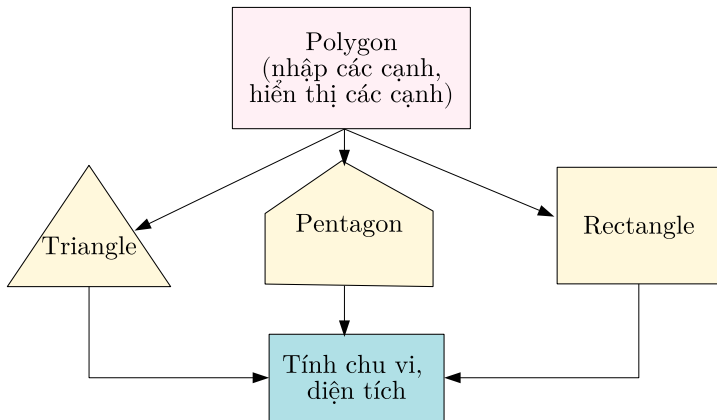 Polygon
(nhập các cạnh,
hiển thị các cạnh)
Triangle
Pentagon
Rectangle
Tính chu vi,
diện tích